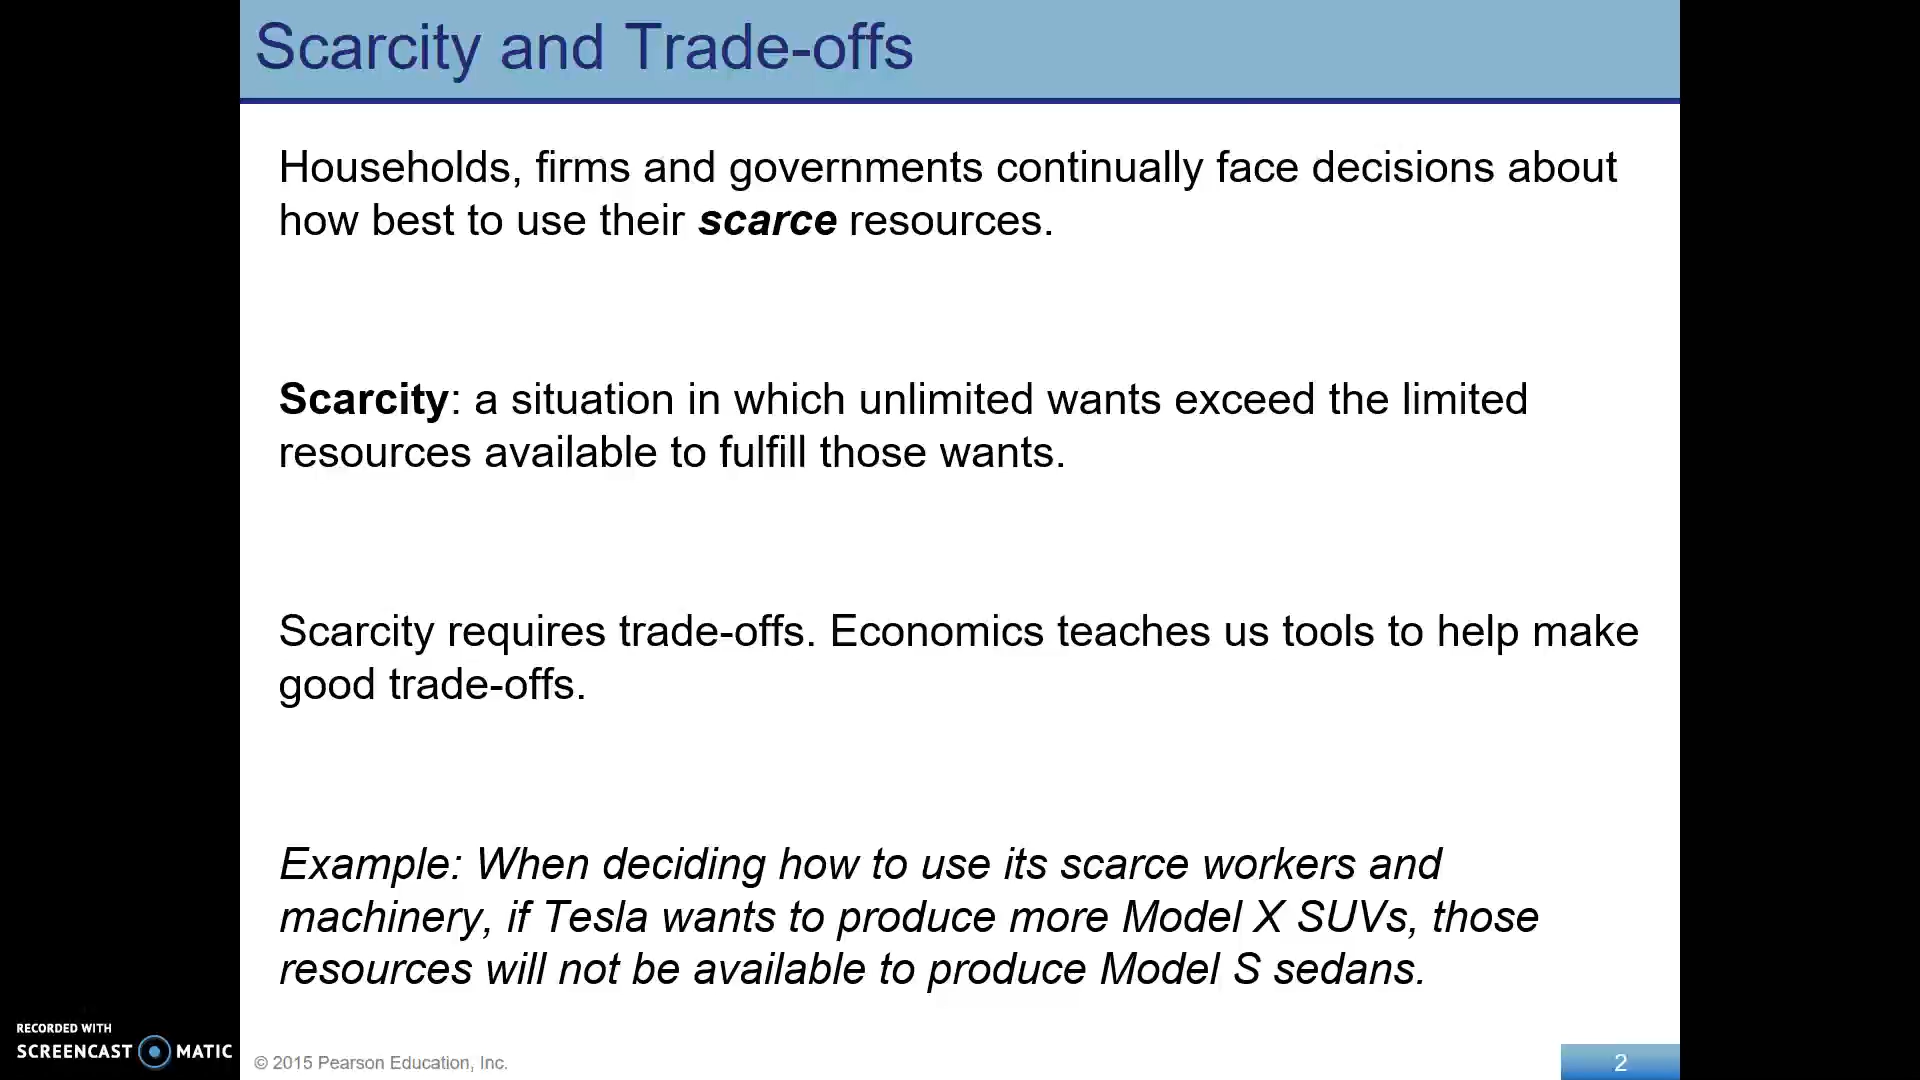 Scarcity and Trade-offs
Households, firms and governments continually face decisions about
how best to use their scarce resources.
Scarcity: a situation in which unlimited wants exceed the limited
resources available to fulfill those wants.
Scarcity requires trade-offs. Economics teaches us tools to help make
good trade-offs.
Example: When deciding how to use its scarce workers and
machinery, if Tesla wants to produce more Model X SUVs, those
resources will not be available to produce Model S sedans.
RECORDED WITH
SCREENCAST MATIC
© 2015 Pearson Education, Inc.
2